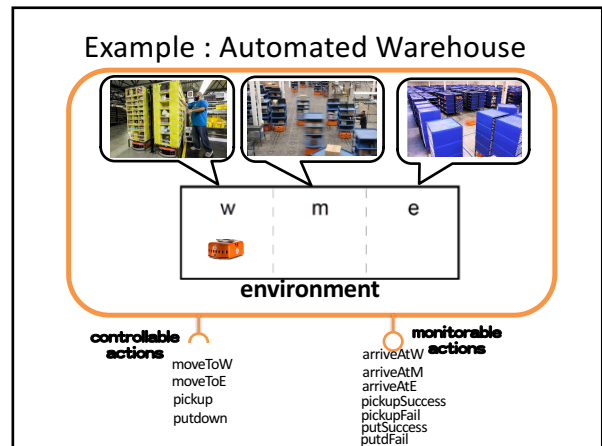 Example : Automated Warehouse
w m e
environment
controllable
actions
moveToW
moveToE
pickup
putdown
monitorable
actions
arriveAtW
arriveAtM
arriveAtE
pickupSuccess
pickupFail
putSuccess
putdFail